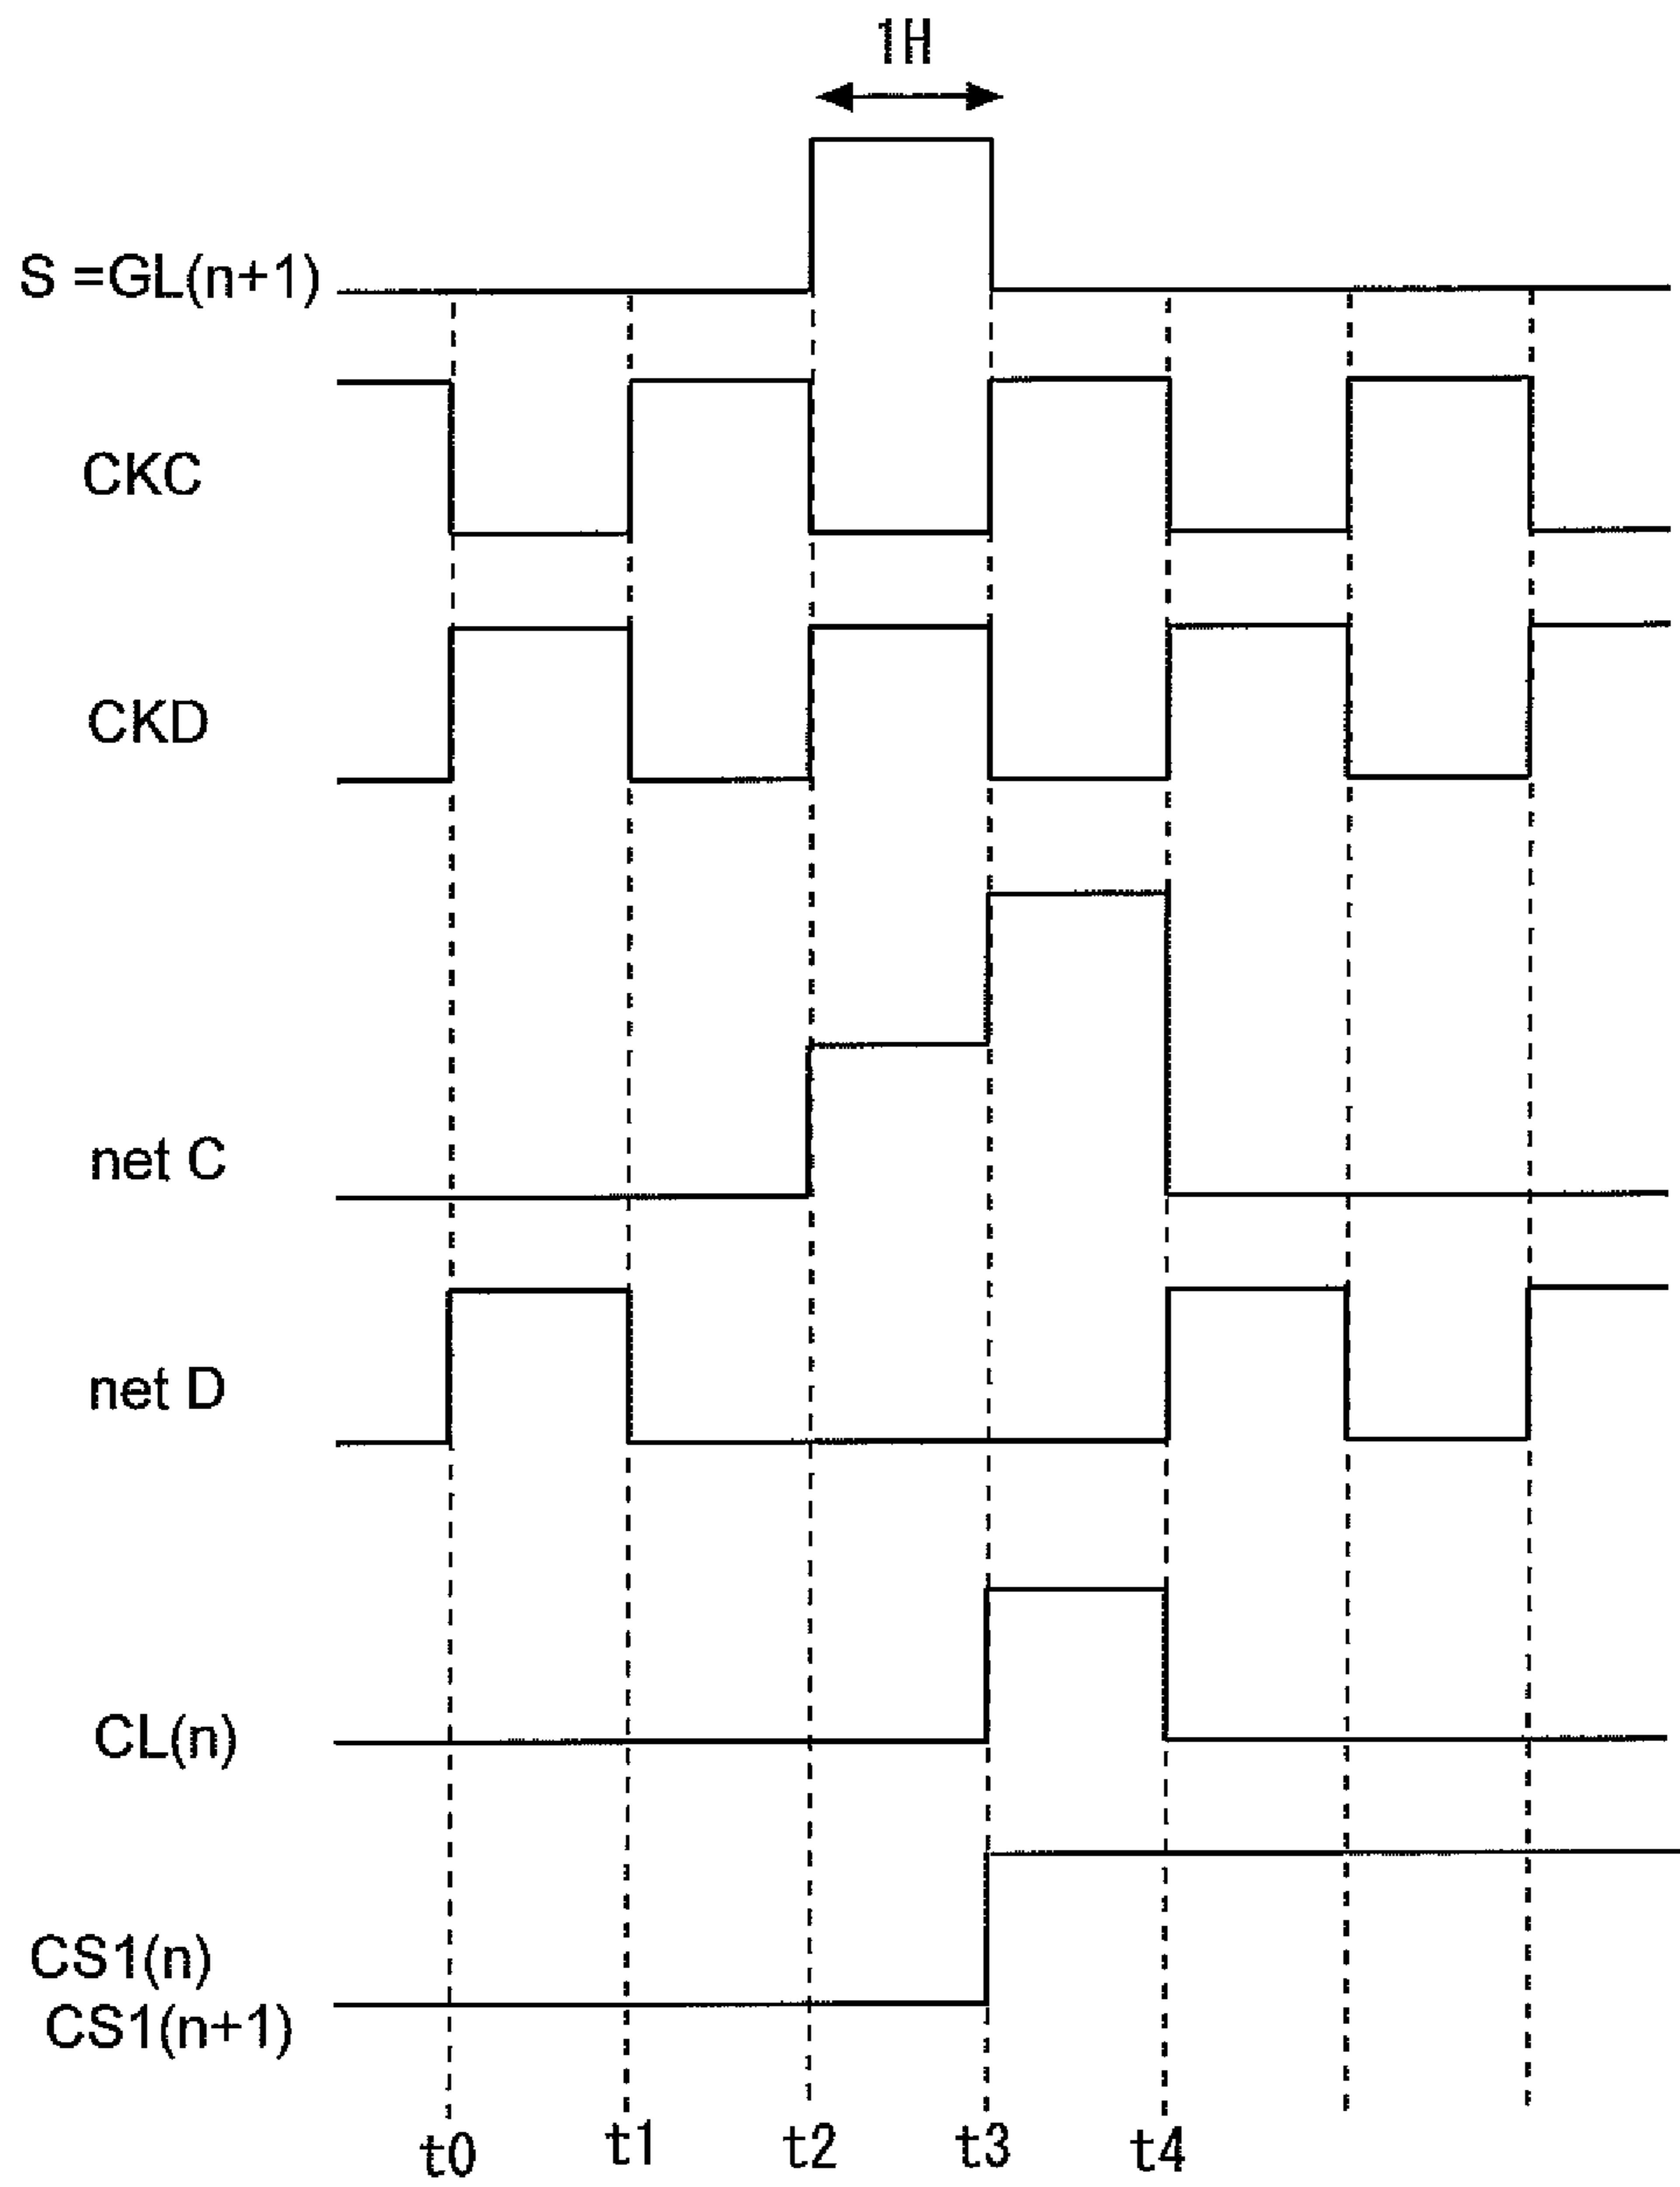 1H
S =GL(n+1)
CKC
CKD
net C
net D
CL(n)
CS1(n)
CS1(n+1)
t0 t1 t2 t3 t4